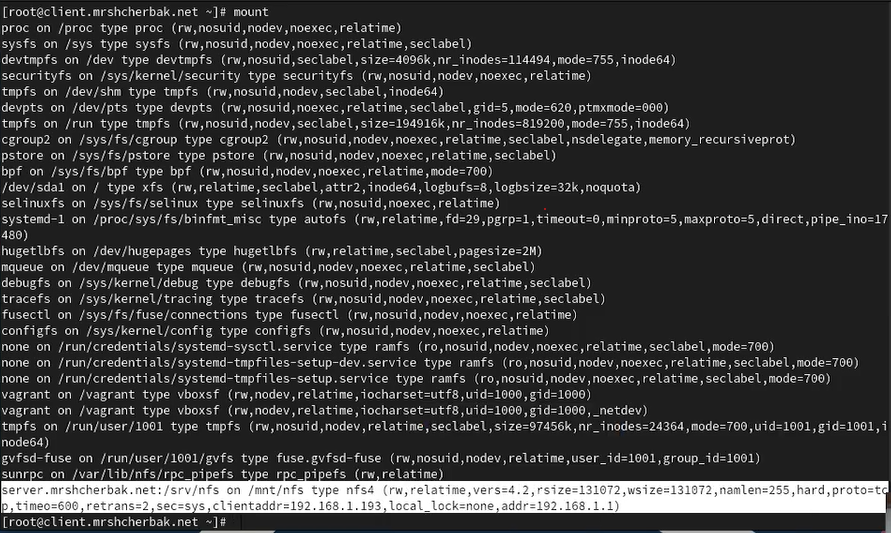 [root@client.mrshcherbak.net ~]# mount
proc on /proc type proc (rw,nosuid,nodev,noexec,relatime)
sysfs on /sys type sysfs (rw,nosuid,nodev,noexec,relatime,seclabel)
devtmpfs on /dev type devtmpfs (rw,nosuid,seclabel,size=4096k,nr_inodes=114494,mode=755,inode64)
securityfs on /sys/kernel/security type securityfs (rw,nosuid,nodev,noexec,relatime)
tmpfs on /dev/shm type tmpfs (rw,nosuid,nodev,seclabel,inode64)
devpts on /dev/pts type devpts (rw,nosuid,noexec,relatime,seclabel,gid=5,mode=620,ptmxmode=000)
tmpfs on /run type tmpfs (rw,nosuid,nodev,seclabel,size=194916k,nr_inodes=819200,mode=755,inode64)
cgroup2 on /sys/fs/cgroup type cgroup2 (rw,nosuid,nodev,noexec,relatime,seclabel,nsdelegate,memory_recursiveprot)
pstore on /sys/fs/pstore type pstore (rw,nosuid,nodev,noexec,relatime,seclabel)
bpf on /sys/fs/bpf type bpf (rw,nosuid,nodev,noexec,relatime,mode=700)
/dev/sda1 on / type xfs (rw,relatime,seclabel,attr2,inode64,logbufs=8,logbsize=32k,noquota)
selinuxfs on /sys/fs/selinux type selinuxfs (rw,nosuid,noexec,relatime)
systemd-1 on /proc/sys/fs/binfmt_misc type autofs (rw,relatime,fd=29,pgrp=1,timeout=0,minproto=5,maxproto=5,direct,pipe_ino=17
480)
hugetlbfs on /dev/hugepages type hugetlbfs (rw,relatime,seclabel,pagesize=2M)
mqueue on /dev/mqueue type mqueue (rw,nosuid,nodev,noexec,relatime,seclabel)
debugfs on /sys/kernel/debug type debugfs (rw,nosuid,nodev,noexec,relatime,seclabel)
tracefs on /sys/kernel/tracing type tracefs (rw,nosuid,nodev,noexec,relatime,seclabel)
fusectl on /sys/fs/fuse/connections type fusectl (rw,nosuid,nodev,noexec,relatime)
configfs on /sys/kernel/config type configfs (rw,nosuid,nodev,noexec,relatime)
none on /run/credentials/systemd-sysctl.service type ramfs (ro,nosuid,nodev,noexec,relatime,seclabel,mode=700)
none on /run/credentials/systemd-tmpfiles-setup-dev.service type ramfs (ro,nosuid,nodev,noexec,relatime,seclabel,mode=700)
none on /run/credentials/systemd-tmpfiles-setup.service type ramfs (ro,nosuid,nodev,noexec,relatime,seclabel,mode=700)
vagrant on /vagrant type vboxsf (rw,nodev,relatime,iocharset=utf8,uid=1000,gid=1000)
vagrant on /vagrant type vboxsf (rw,nodev,relatime,iocharset=utf8,uid=1000,gid=1000,_netdev)
tmpfs on /run/user/1001 type tmpfs (rw,nosuid,nodev,relatime,seclabel,size=97456k,nr_inodes=24364,mode=700,uid=1001,gid=1001,i
node64)
gvfsd-fuse on /run/user/1001/gvfs type fuse.gvfsd-fuse (rw,nosuid,nodev,relatime,user_id=1001,group_id=1001)
sunrpc on /var/lib/nfs/rpc_pipefs type rpc_pipefs (rw,relatime)
server.mrshcherbak.net:/srv/nfs on /mnt/nfs type nfs4 (rw,relatime,vers=4.2,rsize=131072,wsize=131072,namlen=255,hard,proto=tc
p,timeo=600,retrans=2,sec=sys,clientaddr=192.168.1.193,local_lock=none,addr=192.168.1.1)
[root@client.mrshcherbak.net ~]#